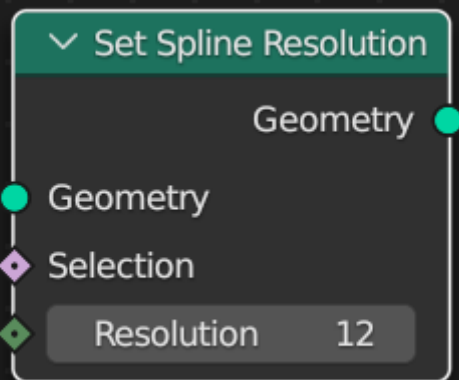 Set Spline Resolution
Geometry
Geometry
Selection
Resolution 12